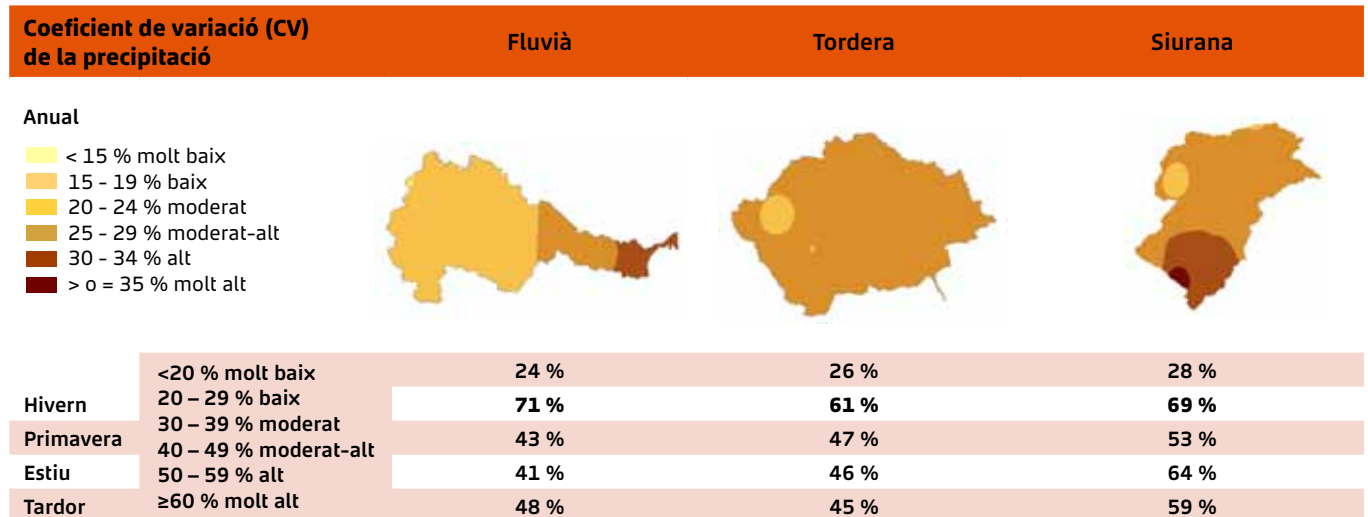 Coeficient de variació (CV)
de la precipitació
Fluvià
Tordera
Siurana
Anual
< 15 % molt baix
15 - 19 % baix
20 - 24 % moderat
25 - 29 % moderat-alt
30 - 34 % alt
> o = 35 % molt alt
<20 % molt baix
20 – 29 % baix
30 – 39 % moderat
40 – 49 % moderat-alt
50 – 59 % alt
≥60 % molt alt
24 % 26 % 28 %
Hivern 71 % 61 % 69 %
Primavera 43 % 47 % 53 %
Estiu 41 % 46 % 64 %
Tardor 48 % 45 % 59 %